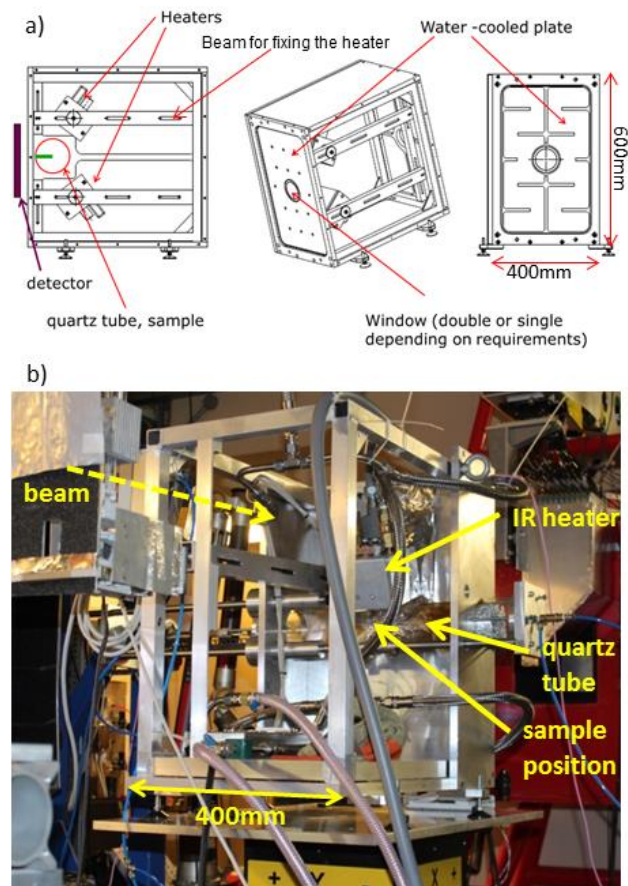 a)
Heaters
Beam for fixing the heater
Water -cooled plate
600mm
400mm
detector
quartz tube, sample
Window (double or single
depending on requirements)
b)
beam
IR heater
quartz
tube
sample
position
400mm
+ Y - X +